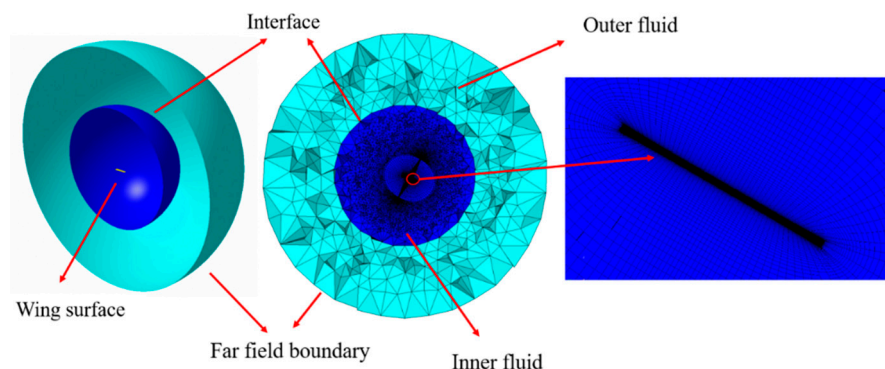 Interface
Outer fluid
Wing surface
Far field boundary
Inner fluid